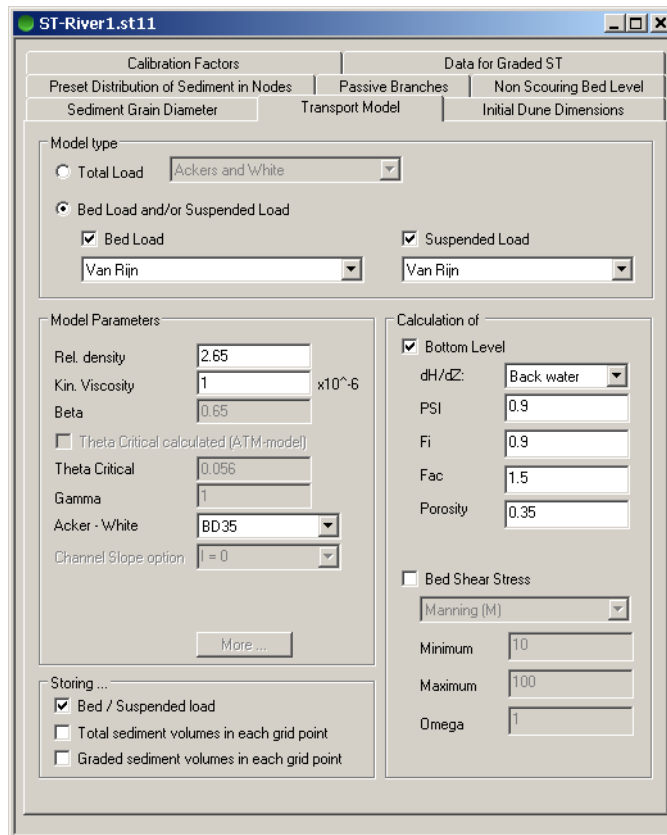 ST-River1.st11
Calibration Factors Data for Graded ST
Preset Distribution of Sediment in Nodes Passive Branches Non Scouring Bed Level
Sediment Grain Diameter Transport Model Initial Dune Dimensions
Model type
Total Load Ackers and White
Bed Load and/or Suspended Load
Bed Load Suspended Load
Van Rijn Van Rijn
Model Parameters
Rel. density 2.65
Kin. Viscosity 1 x10^-6
Beta 0.65
Theta Critical calculated (ATM-model)
Theta Critical 0.056
Gamma 1
Acker - White BD35
Channel Slope option I = 0
More ...
Storing ...
Bed / Suspended load
Total sediment volumes in each grid point
Graded sediment volumes in each grid point
Calculation of
Bottom Level
dH/dZ: Back water
PSI 0.9
Fi 0.9
Fac 1.5
Porosity 0.35
Bed Shear Stress
Manning (M)
Minimum 10
Maximum 100
Omega 1